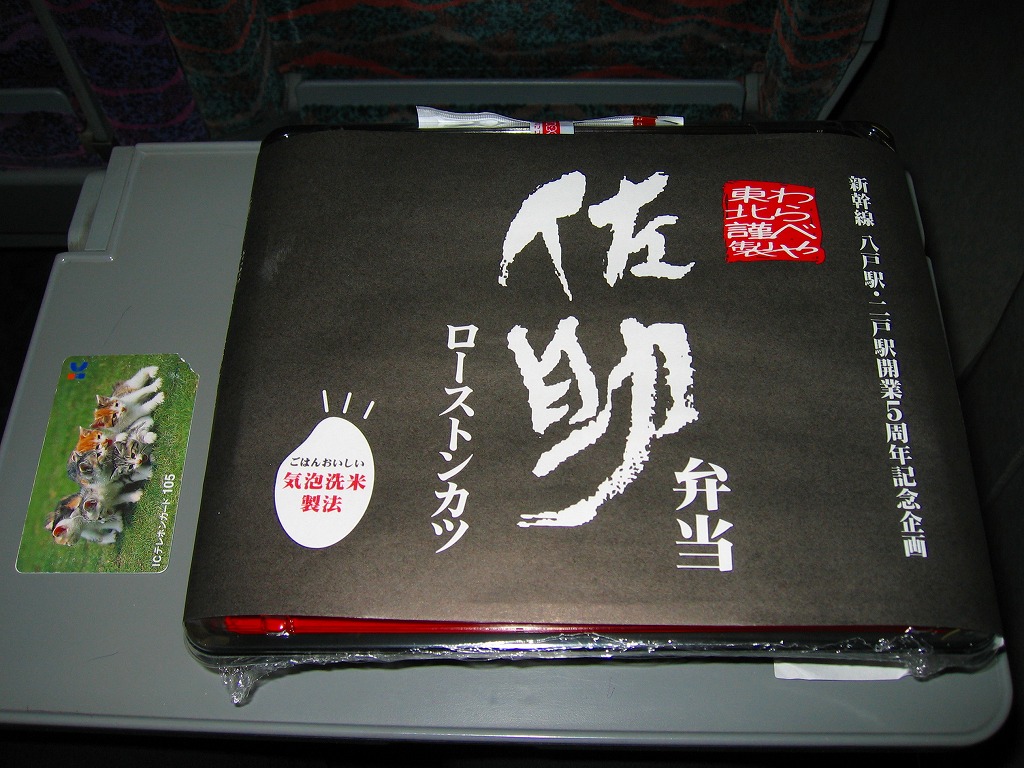 新幹線 八戸駅・二戸駅開業5周年記念企画
わらべや
東北謹製
佐助
弁当
ローストンカツ
ごはんおいしい
気泡洗米
製法
ICテレホンカード 105